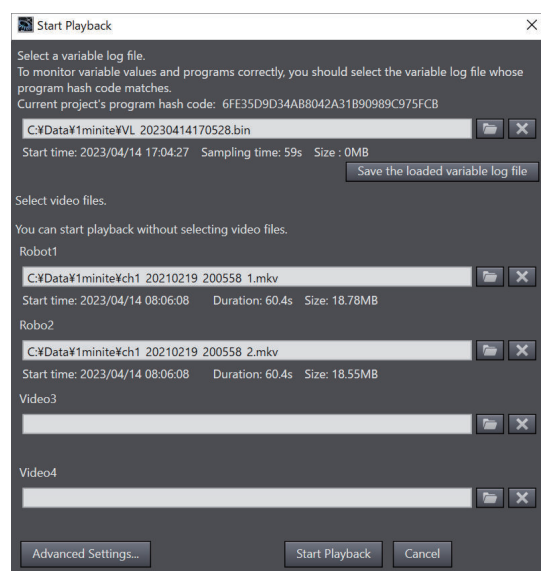 Start Playback
Select a variable log file.
To monitor variable values and programs correctly, you should select the variable log file whose
program hash code matches.
Current project's program hash code: 6FE35D9D34AB8042A31B90989C975FCB
C:¥Data¥1minite¥VL 20230414170528.bin
Start time: 2023/04/14 17:04:27 Sampling time: 59s Size : 0MB
Save the loaded variable log file
Select video files.
You can start playback without selecting video files.
Robot1
C:¥Data¥1minite¥ch1 20210219 200558 1.mkv
Start time: 2023/04/14 08:06:08 Duration: 60.4s Size: 18.78MB
Robo2
C:¥Data¥1minite¥ch1 20210219 200558 2.mkv
Start time: 2023/04/14 08:06:08 Duration: 60.4s Size: 18.55MB
Video3
Video4
Advanced Settings... Start Playback Cancel